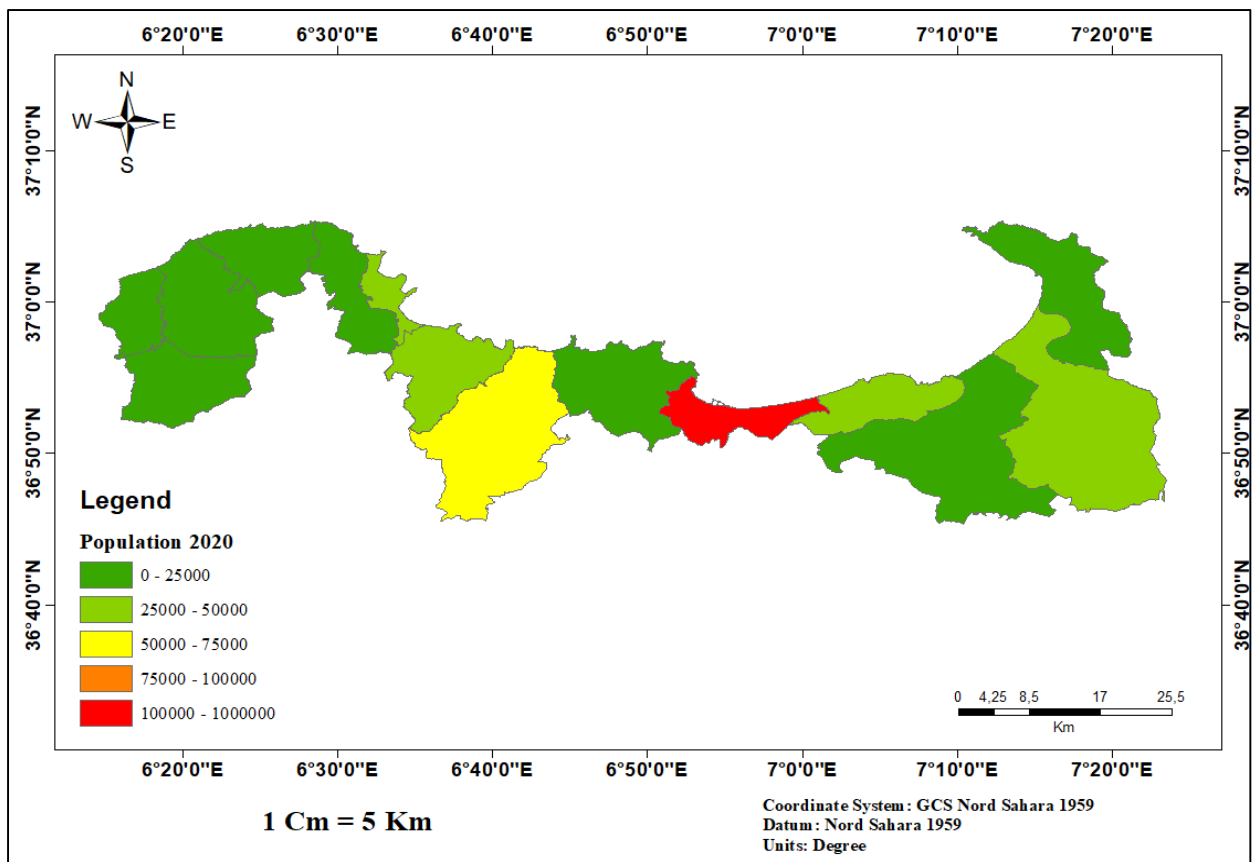 6°20'0"E 6°30'0"E 6°40'0"E 6°50'0"E 7°0'0"E 7°10'0"E 7°20'0"E
N
W E
S
37°10'0"N 37°10'0"N
37°0'0"N 37°0'0"N
36°50'0"N 36°50'0"N
36°40'0"N 36°40'0"N
Legend
Population 2020
0 - 25000
25000 - 50000
50000 - 75000
75000 - 100000
100000 - 1000000
0 4,25 8,5 17 25,5
Km
6°20'0"E 6°30'0"E 6°40'0"E 6°50'0"E 7°0'0"E 7°10'0"E 7°20'0"E
1 Cm = 5 Km
Coordinate System: GCS Nord Sahara 1959
Datum: Nord Sahara 1959
Units: Degree